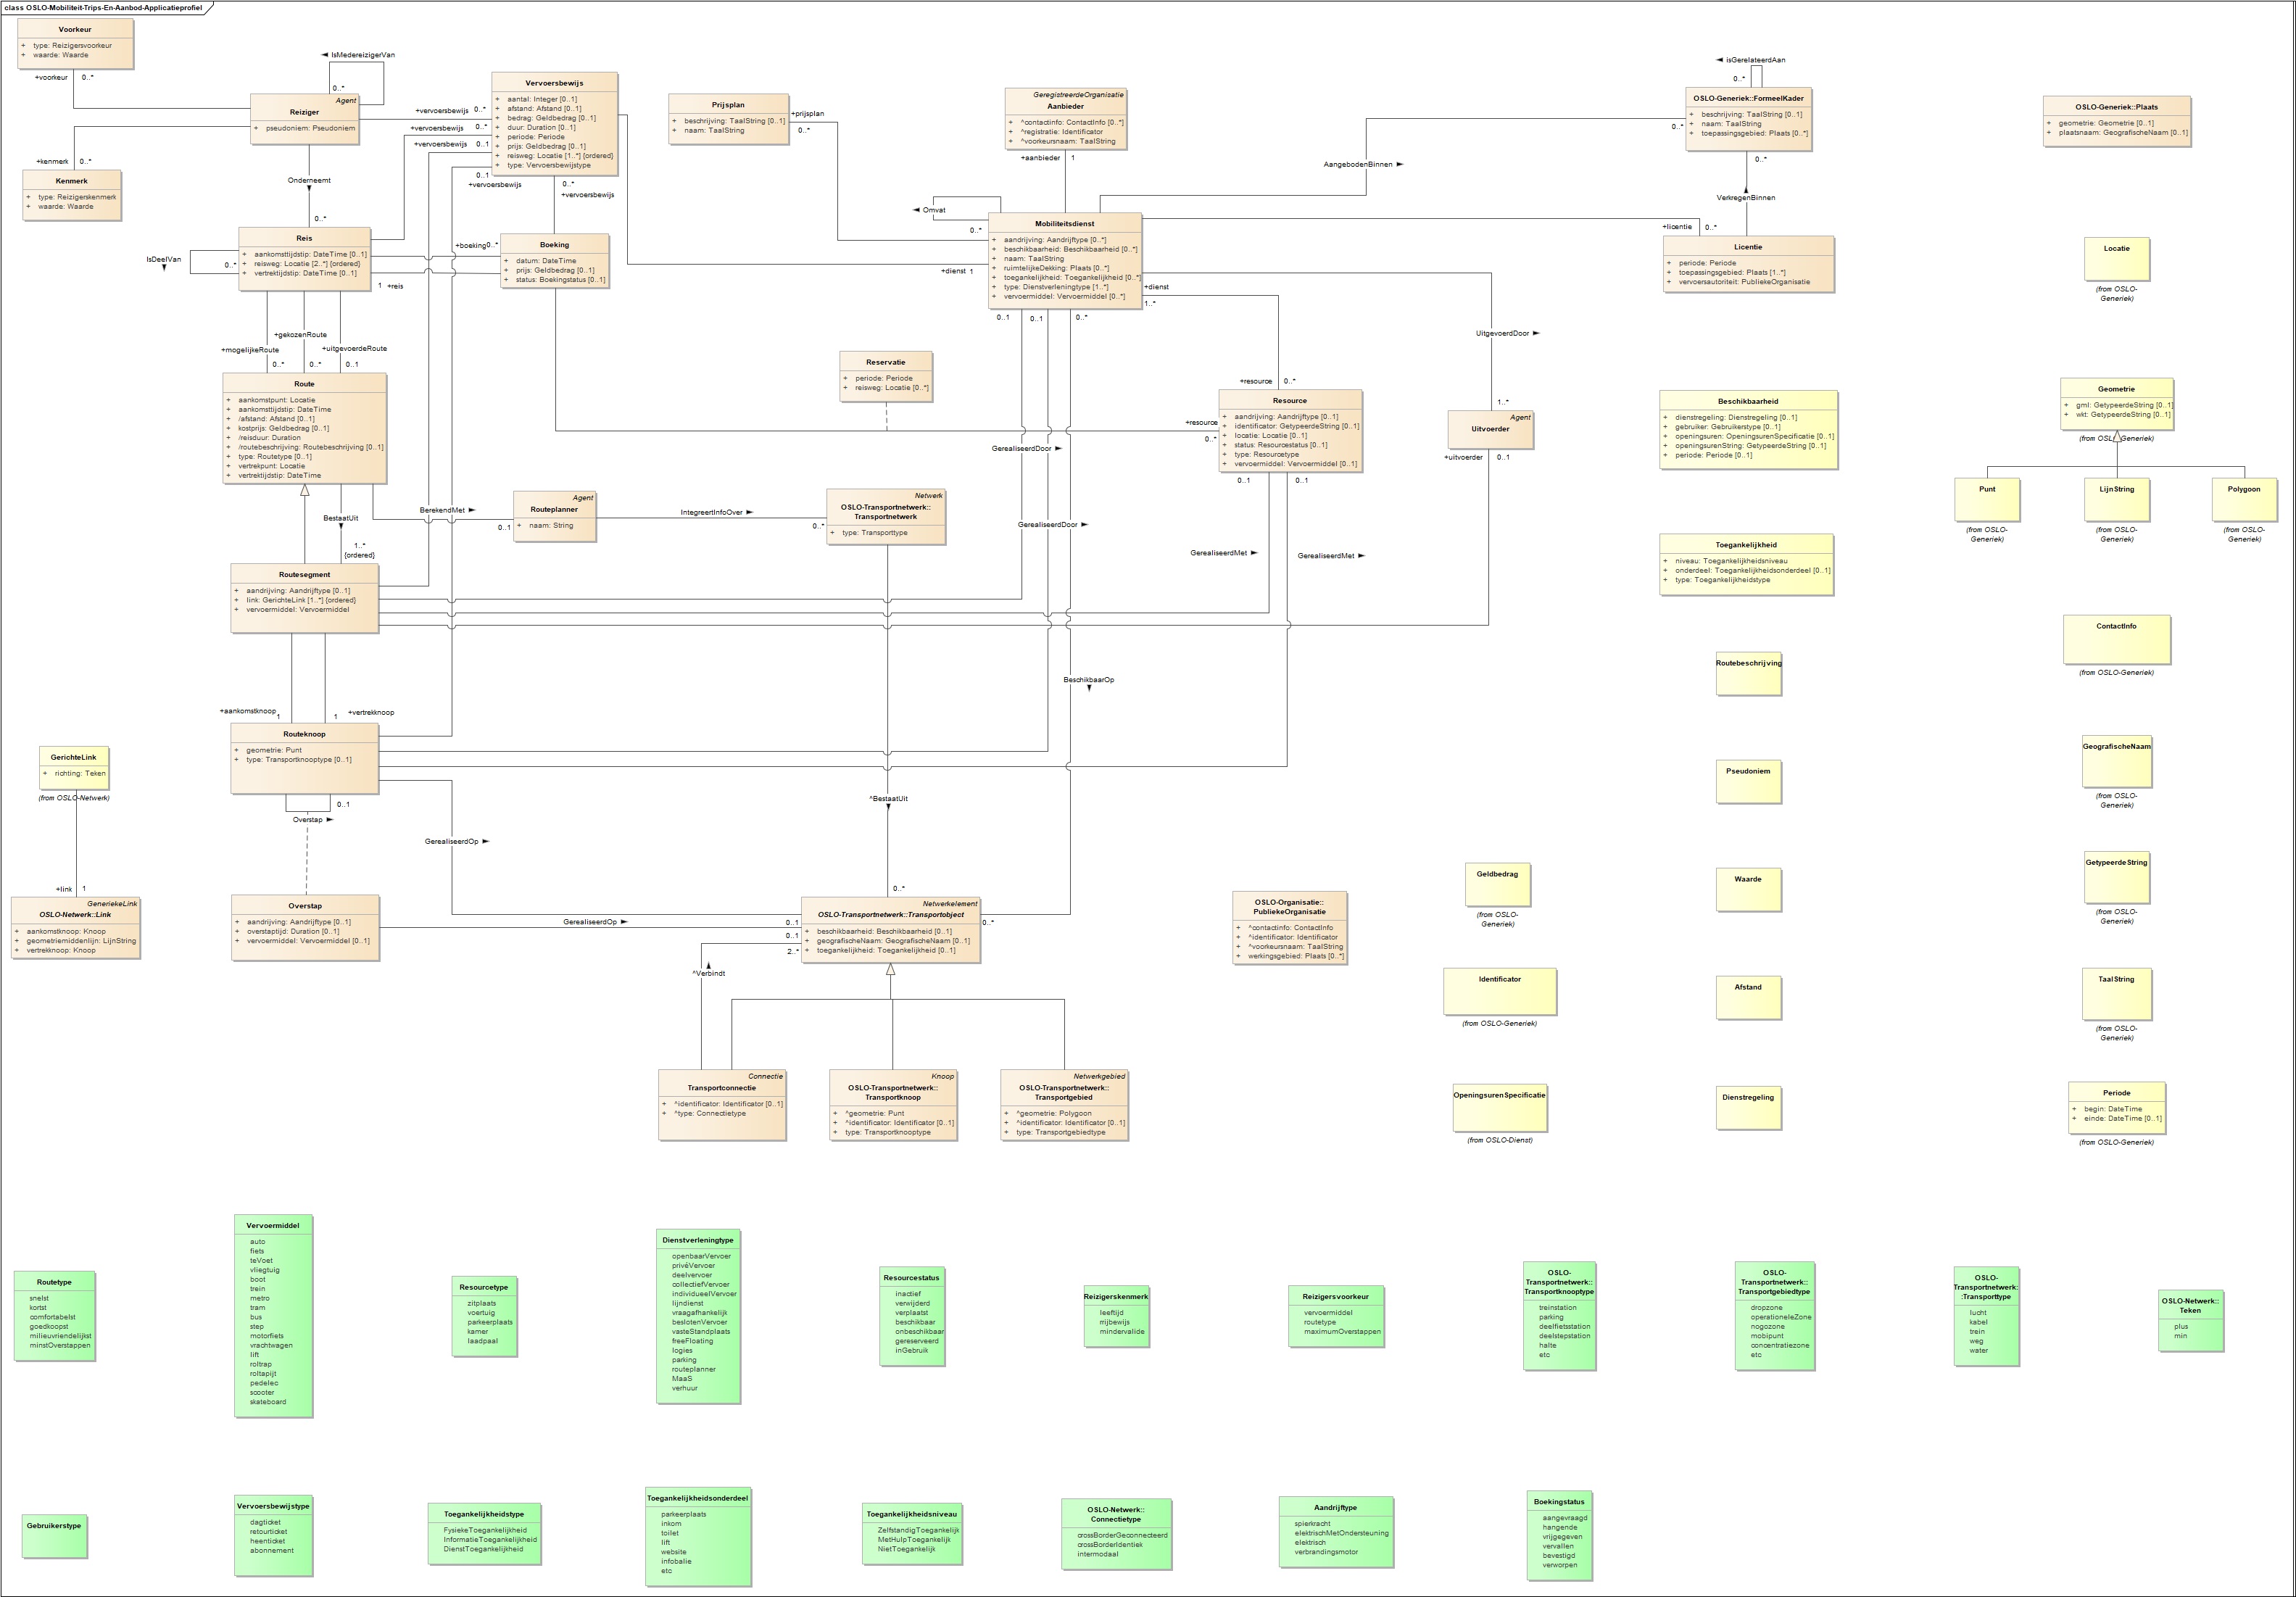 class OSLO-Mobiliteit-Trips-En-Aanbod-Applicatieprofiel
Voorkeur
+ type: Reizigersvoorkeur
+ waarde: Waarde
+voorkeur 0..*
◄ IsMedereizigerVan
0..*
Agent
Reiziger
+ pseudoniem: Pseudoniem
+kenmerk 0..*
Kenmerk
+ type: Reizigerskenmerk
+ waarde: Waarde
Onderneemt
0..*
+vervoersbewijs 0..*
+vervoersbewijs 0..*
+vervoersbewijs 0..1
0..1
+vervoersbewijs
0..*
+vervoersbewijs
Vervoersbewijs
+ aantal: Integer [0..1]
+ afstand: Afstand [0..1]
+ bedrag: Geldbedrag [0..1]
+ duur: Duration [0..1]
+ periode: Periode
+ prijs: Geldbedrag [0..1]
+ reisweg: Locatie [1..*] {ordered}
+ type: Vervoersbewijstype
Prijsplan
+ beschrijving: TaalString [0..1]
+ naam: TaalString
+prijsplan
0..*
GeregistreerdeOrganisatie
Aanbieder
+ ^contactinfo: ContactInfo [0..*]
+ ^registratie: Identificator
+ ^voorkeursnaam: TaalString
+aanbieder 1
◄ isGerelateerdAan
0..*
OSLO-Generiek::FormeelKader
+ beschrijving: TaalString [0..1]
+ naam: TaalString
+ toepassingsgebied: Plaats [0..*]
0..*
0..*
AangebodenBinnen ►
VerkregenBinnen
OSLO-Generiek::Plaats
+ geometrie: Geometrie [0..1]
+ plaatsnaam: GeografischeNaam [0..1]
Reis
+ aankomsttijdstip: DateTime [0..1]
+ reisweg: Locatie [2..*] {ordered}
+ vertrektijdstip: DateTime [0..1]
IsDeelVan
0..*
+boeking 0..*
1 +reis
Boeking
+ datum: DateTime
+ prijs: Geldbedrag [0..1]
+ status: Boekingstatus [0..1]
◄ Omvat
0..*
+dienst 1
Mobiliteitsdienst
+ aandrijving: Aandrijftype [0..*]
+ beschikbaarheid: Beschikbaarheid [0..*]
+ naam: TaalString
+ ruimtelijkeDekking: Plaats [0..*]
+ toegankelijkheid: Toegankelijkheid [0..*]
+ type: Dienstverleningtype [1..*]
+ vervoermiddel: Vervoermiddel [0..*]
+dienst
1..*
0..1
0..1
0..*
+licentie 0..*
Licentie
+ periode: Periode
+ toepassingsgebied: Plaats [1..*]
+ vervoersautoriteit: PubliekeOrganisatie
Locatie
(from OSLO-
Generiek)
UitgevoerdDoor ►
+mogelijkeRoute
0..*
+gekozenRoute
0..*
+uitgevoerdeRoute
0..1
Reservatie
+ periode: Periode
+ reisweg: Locatie [0..*]
+resource 0..*
+resource
0..*
Resource
+ aandrijving: Aandrijftype [0..1]
+ identificator: GetypeerdeString [0..1]
+ locatie: Locatie [0..1]
+ status: Resourcestatus [0..1]
+ type: Resourcetype
+ vervoermiddel: Vervoermiddel [0..1]
0..1
0..1
1..*
Agent
Uitvoerder
+uitvoerder 0..1
Beschikbaarheid
+ dienstregeling: Dienstregeling [0..1]
+ gebruiker: Gebruikerstype [0..1]
+ openingsuren: OpeningsurenSpecificatie [0..1]
+ openingsurenString: GetypeerdeString [0..1]
+ periode: Periode [0..1]
Geometrie
+ gml: GetypeerdeString [0..1]
+ wkt: GetypeerdeString [0..1]
(from OSLO-Generiek)
Punt
(from OSLO-
Generiek)
LijnString
(from OSLO-
Generiek)
Polygoon
(from OSLO-
Generiek)
Route
+ aankomstpunt: Locatie
+ aankomsttijdstip: DateTime
+ /afstand: Afstand [0..1]
+ kostprijs: Geldbedrag [0..1]
+ /reisduur: Duration
+ /routebeschrijving: Routebeschrijving [0..1]
+ type: Routetype [0..1]
+ vertrekpunt: Locatie
+ vertrektijdstip: DateTime
BestaatUit
1..*
{ordered}
BerekendMet ►
0..1
Agent
Routeplanner
+ naam: String
IntegreertInfoOver ►
0..*
Netwerk
OSLO-Transportnetwerk::
Transportnetwerk
+ type: Transporttype
GerealiseerdDoor ►
GerealiseerdDoor ►
GerealiseerdMet ►
GerealiseerdMet ►
Toegankelijkheid
+ niveau: Toegankelijkheidsniveau
+ onderdeel: Toegankelijkheidsonderdeel [0..1]
+ type: Toegankelijkheidstype
Routesegment
+ aandrijving: Aandrijftype [0..1]
+ link: GerichteLink [1..*] {ordered}
+ vervoermiddel: Vervoermiddel
ContactInfo
(from OSLO-Generiek)
Routebeschrijving
BeschikbaarOp
+aankomstknoop 1
1 +vertrekknoop
Routeknoop
+ geometrie: Punt
+ type: Transportknooptype [0..1]
0..1
Overstap ►
GerichteLink
+ richting: Teken
(from OSLO-Netwerk)
GeografischeNaam
(from OSLO-
Generiek)
Pseudoniem
^BestaatUit
GerealiseerdOp ►
+link 1
GeneriekeLink
OSLO-Netwerk::Link
+ aankomstknoop: Knoop
+ geometriemiddenlijn: LijnString
+ vertrekknoop: Knoop
Overstap
+ aandrijving: Aandrijftype [0..1]
+ overstaptijd: Duration [0..1]
+ vervoermiddel: Vervoermiddel [0..1]
GerealiseerdOp ►
0..*
0..1
0..1
2..*
0..*
Netwerkelement
OSLO-Transportnetwerk::Transportobject
+ beschikbaarheid: Beschikbaarheid [0..1]
+ geografischeNaam: GeografischeNaam [0..1]
+ toegankelijkheid: Toegankelijkheid [0..1]
^Verbindt
OSLO-Organisatie::
PubliekeOrganisatie
+ ^contactinfo: ContactInfo
+ ^identificator: Identificator
+ ^voorkeursnaam: TaalString
+ werkingsgebied: Plaats [0..*]
Geldbedrag
(from OSLO-
Generiek)
Waarde
GetypeerdeString
(from OSLO-
Generiek)
Identificator
(from OSLO-Generiek)
Afstand
TaalString
(from OSLO-
Generiek)
Connectie
Transportconnectie
+ ^identificator: Identificator [0..1]
+ ^type: Connectietype
Knoop
OSLO-Transportnetwerk::
Transportknoop
+ ^geometrie: Punt
+ ^identificator: Identificator [0..1]
+ type: Transportknooptype
Netwerkgebied
OSLO-Transportnetwerk::
Transportgebied
+ ^geometrie: Polygoon
+ ^identificator: Identificator [0..1]
+ type: Transportgebiedtype
OpeningsurenSpecificatie
(from OSLO-Dienst)
Dienstregeling
Periode
+ begin: DateTime
+ einde: DateTime [0..1]
(from OSLO-Generiek)
Routetype
snelst
kortst
comfortabelst
goedkoopst
milieuvriendelijkst
minstOverstappen
Vervoermiddel
auto
fiets
teVoet
vliegtuig
boot
trein
metro
tram
bus
step
motorfiets
vrachtwagen
lift
roltrap
roltapijt
pedelec
scooter
skateboard
Resourcetype
zitplaats
voertuig
parkeerplaats
kamer
laadpaal
Dienstverleningtype
openbaarVervoer
privéVervoer
deelvervoer
collectiefVervoer
individueelVervoer
lijndienst
vraagafhankelijk
beslotenVervoer
vasteStandplaats
freeFloating
logies
parking
routeplanner
MaaS
verhuur
Resourcestatus
inactief
verwijderd
verplaatst
beschikbaar
onbeschikbaar
gereserveerd
inGebruik
Reizigerskenmerk
leeftijd
rijbewijs
mindervalide
Reizigersvoorkeur
vervoermiddel
routetype
maximumOverstappen
OSLO-
Transportnetwerk::
Transportknooptype
treinstation
parking
deelfietsstation
deelstepstation
halte
etc
OSLO-
Transportnetwerk::
Transportgebiedtype
dropzone
operationeleZone
nogozone
mobipunt
concentratiezone
etc
OSLO-
Transportnetwerk:
:Transporttype
lucht
kabel
trein
weg
water
OSLO-Netwerk::
Teken
plus
min
Gebruikerstype
Vervoersbewijstype
dagticket
retourticket
heenticket
abonnement
Toegankelijkheidstype
FysiekeToegankelijkheid
InformatieToegankelijkheid
DienstToegankelijkheid
Toegankelijkheidsonderdeel
parkeerplaats
inkom
toilet
lift
website
infobalie
etc
Toegankelijkheidsniveau
ZelfstandigToegankelijk
MetHulpToegankelijk
NietToegankelijk
OSLO-Netwerk::
Connectietype
crossBorderGeconnecteerd
crossBorderIdentiek
intermodaal
Aandrijftype
spierkracht
elektrischMetOndersteuning
elektrisch
verbrandingsmotor
Boekingstatus
aangevraagd
hangende
vrijgegeven
vervallen
bevestigd
verworpen